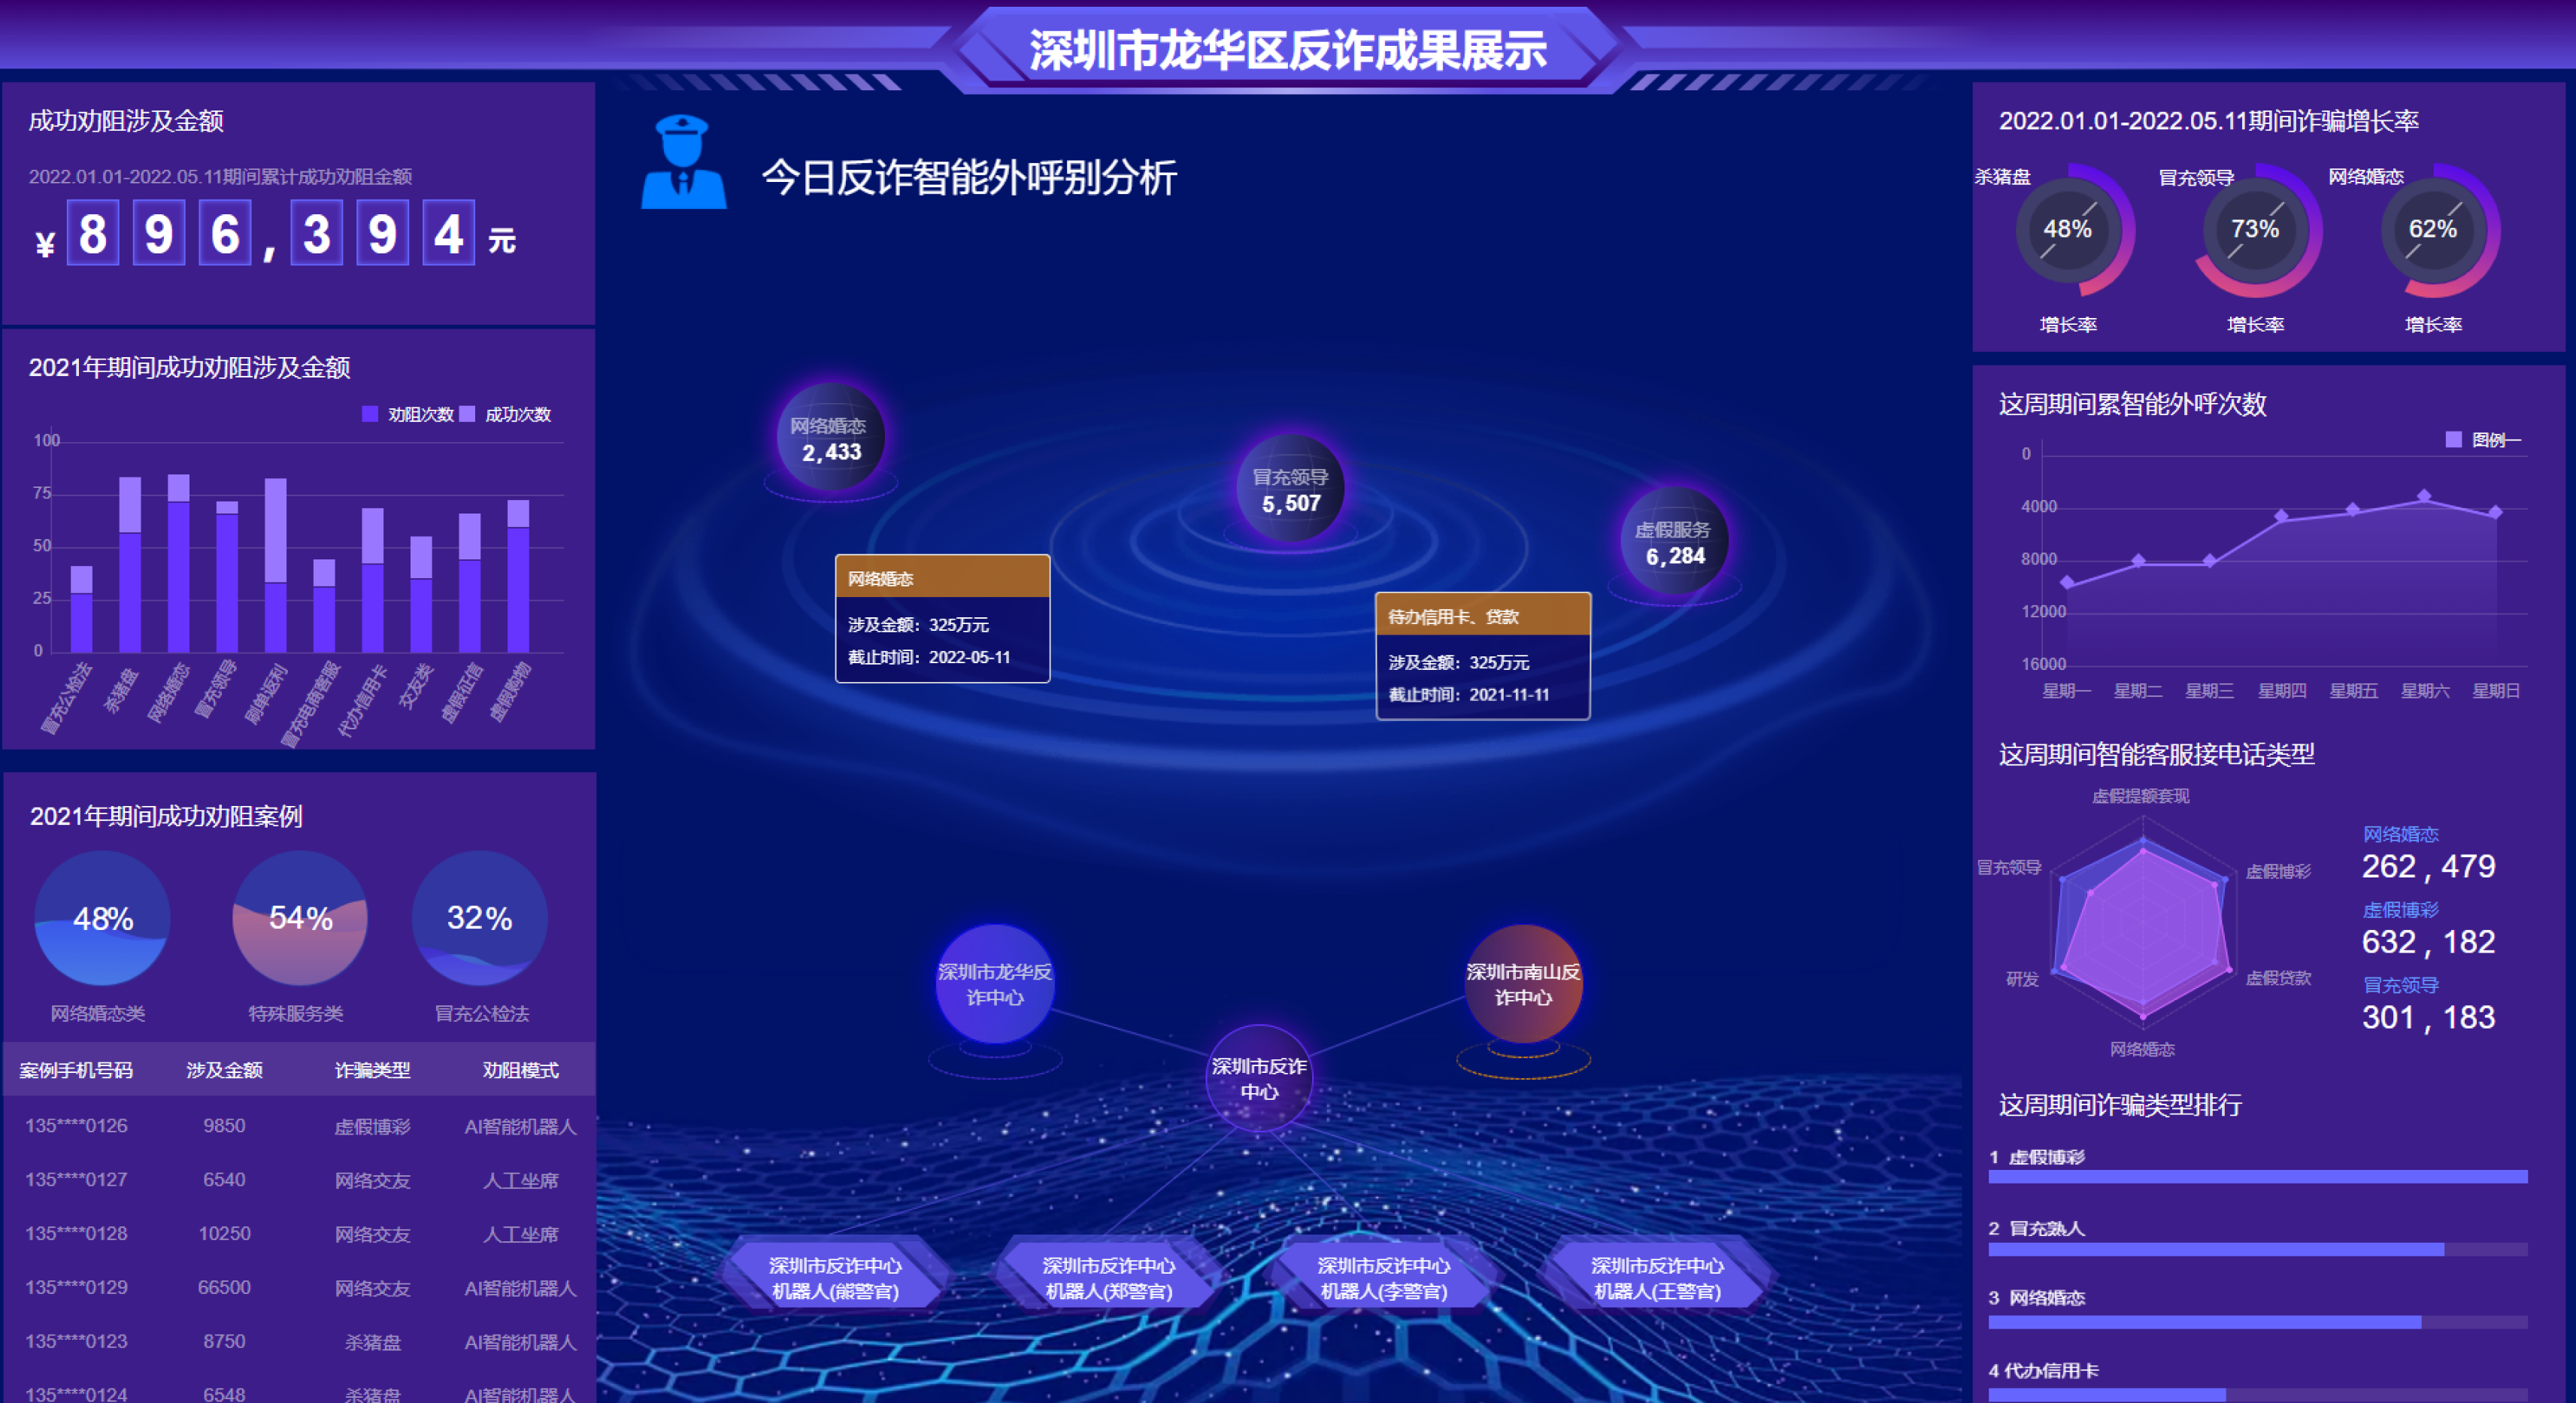 深圳市龙华区反诈成果展示
成功劝阻涉及金额
2022.01.01-2022.05.11期间累计成功劝阻金额
¥ 896,394 元
2021年期间成功劝阻涉及金额
劝阻次数 成功次数
100
75
50
25
0
冒充公检法 杀猪盘 网络婚恋 冒充领导 刷单返利 冒充电商客服 代办信用卡 交友类 虚假征信 虚假购物
2021年期间成功劝阻案例
48% 54% 32%
网络婚恋类 特殊服务类 冒充公检法
案例手机号码 涉及金额 诈骗类型 劝阻模式
135****0126 9850 虚假博彩 AI智能机器人
135****0127 6540 网络交友 人工坐席
135****0128 10250 网络交友 人工坐席
135****0129 66500 网络交友 AI智能机器人
135****0123 8750 杀猪盘 AI智能机器人
135****0124 6548 杀猪盘 AI智能机器人
今日反诈智能外呼别分析
网络婚恋
2,433
冒充领导
5,507
虚假服务
6,284
网络婚恋
涉及金额：325万元
截止时间：2022-05-11
待办信用卡、贷款
涉及金额：325万元
截止时间：2021-11-11
深圳市龙华反
诈中心
深圳市南山反
诈中心
深圳市反诈
中心
深圳市反诈中心
机器人(熊警官)
深圳市反诈中心
机器人(郑警官)
深圳市反诈中心
机器人(李警官)
深圳市反诈中心
机器人(王警官)
2022.01.01-2022.05.11期间诈骗增长率
杀猪盘 冒充领导 网络婚恋
48% 73% 62%
增长率 增长率 增长率
这周期间累智能外呼次数
图例一
0
4000
8000
12000
16000
星期一 星期二 星期三 星期四 星期五 星期六 星期日
这周期间智能客服接电话类型
虚假提额套现
冒充领导
虚假博彩
研发
虚假贷款
网络婚恋
网络婚恋
262 , 479
虚假博彩
632 , 182
冒充领导
301 , 183
这周期间诈骗类型排行
1 虚假博彩
2 冒充熟人
3 网络婚恋
4 代办信用卡